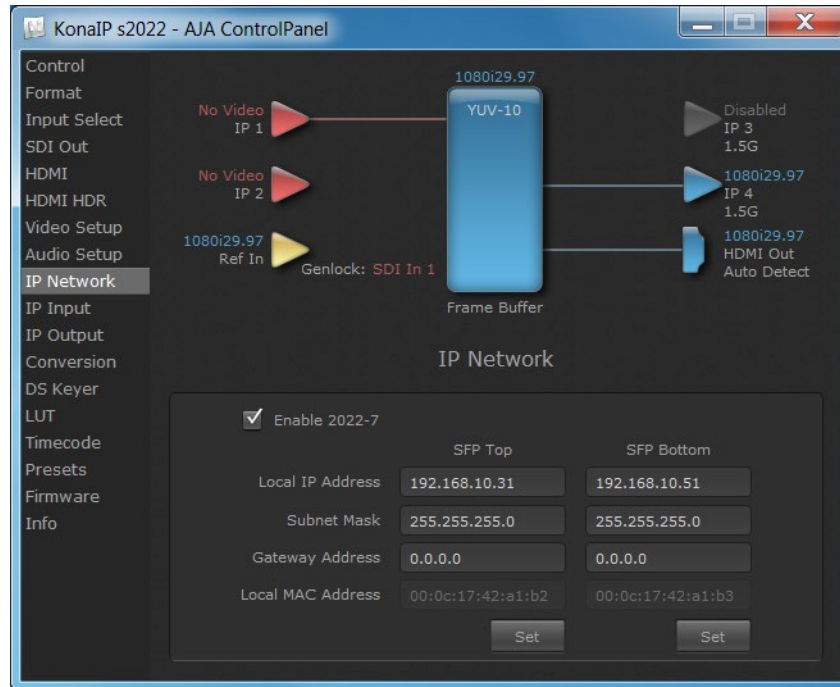 KonaIP s2022 - AJA ControlPanel
Control
Format
Input Select
SDI Out
HDMI
HDMI HDR
Video Setup
Audio Setup
IP Network
IP Input
IP Output
Conversion
DS Keyer
LUT
Timecode
Presets
Firmware
Info
1080i29.97
YUV-10
No Video
IP 1
No Video
IP 2
1080i29.97
Ref In
Genlock: SDI In 1
Frame Buffer
Disabled
IP 3
1.5G
1080i29.97
IP 4
1.5G
1080i29.97
HDMI Out
Auto Detect
IP Network
Enable 2022-7
SFP Top SFP Bottom
Local IP Address 192.168.10.31 192.168.10.51
Subnet Mask 255.255.255.0 255.255.255.0
Gateway Address 0.0.0.0 0.0.0.0
Local MAC Address 00:0c:17:42:a1:b2 00:0c:17:42:a1:b3
Set Set